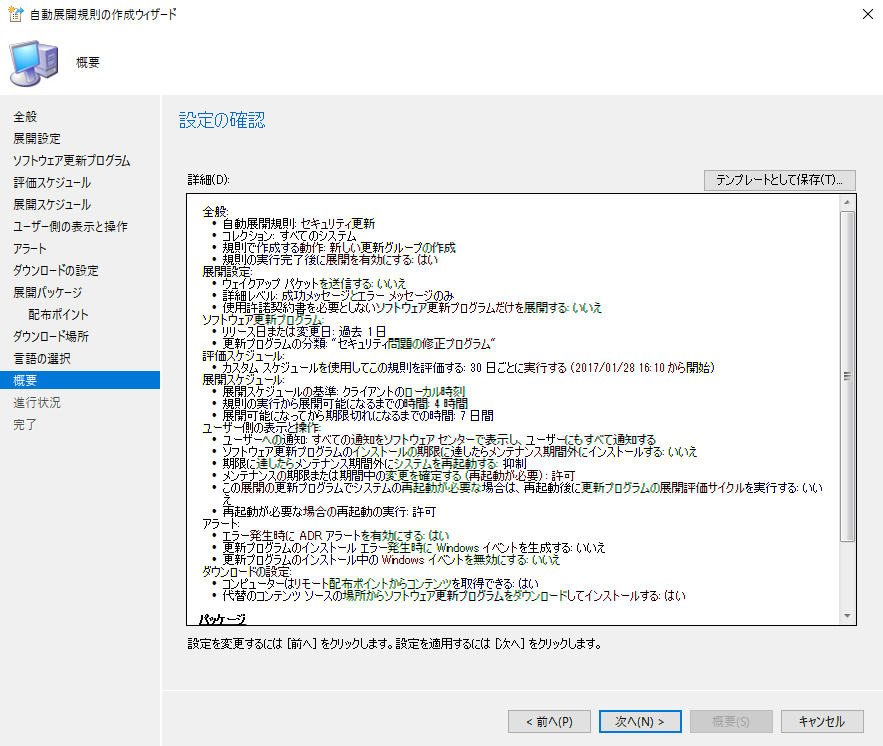 自動展開規則の作成ウィザード
概要
全般
展開設定
ソフトウェア更新プログラム
評価スケジュール
展開スケジュール
ユーザー側の表示と操作
アラート
ダウンロードの設定
展開パッケージ
配布ポイント
ダウンロード場所
言語の選択
概要
進行状況
完了
設定の確認
詳細(D):
テンプレートとして保存(T)...
全般:
• 自動展開規則: セキュリティ更新
• コレクション: すべてのシステム
• 規則で作成する動作: 新しい更新グループの作成
• 規則の実行完了後に展開を有効にする: はい
展開設定:
• ウェイクアップ パケットを送信する: いいえ
• 詳細レベル: 成功メッセージとエラー メッセージのみ
• 使用許諾契約書を必要としないソフトウェア更新プログラムだけを展開する: いいえ
ソフトウェア更新プログラム:
• リリース日または変更日: 過去 1 日
• 更新プログラムの分類: "セキュリティ問題の修正プログラム"
評価スケジュール:
• カスタム スケジュールを使用してこの規則を評価する: 30 日ごとに実行する (2017/01/28 16:10 から開始)
展開スケジュール:
• 展開スケジュールの基準: クライアントのローカル時刻
• 規則の実行から展開可能になるまでの時間: 4 時間
• 展開可能になってから期限切れになるまでの時間: 7 日間
ユーザー側の表示と操作:
• ユーザーへの通知: すべての通知をソフトウェア センターで表示し、ユーザーにもすべて通知する
• ソフトウェア更新プログラムのインストールの期限に達したらメンテナンス期間外にインストールする: いいえ
• 期限に達したらメンテナンス期間外にシステムを再起動する: 抑制
• メンテナンスの期限または期間中の変更を確定する (再起動が必要): 許可
• この展開の更新プログラムでシステムの再起動が必要な場合は、再起動後に更新プログラムの展開評価サイクルを実行する: いい
え
• 再起動が必要な場合の再起動の実行: 許可
アラート:
• エラー発生時に ADR アラートを有効にする: はい
• 更新プログラムのインストール エラー発生時に Windows イベントを生成する: いいえ
• 更新プログラムのインストール中の Windows イベントを無効にする: いいえ
ダウンロードの設定:
• コンピューターはリモート配布ポイントからコンテンツを取得できる: はい
• 代替のコンテンツ ソースの場所からソフトウェア更新プログラムをダウンロードしてインストールする: はい
パッケージ
設定を変更するには [前へ] をクリックします。設定を適用するには [次へ] をクリックします。
< 前へ(P)
次へ(N) >
概要(S)
キャンセル